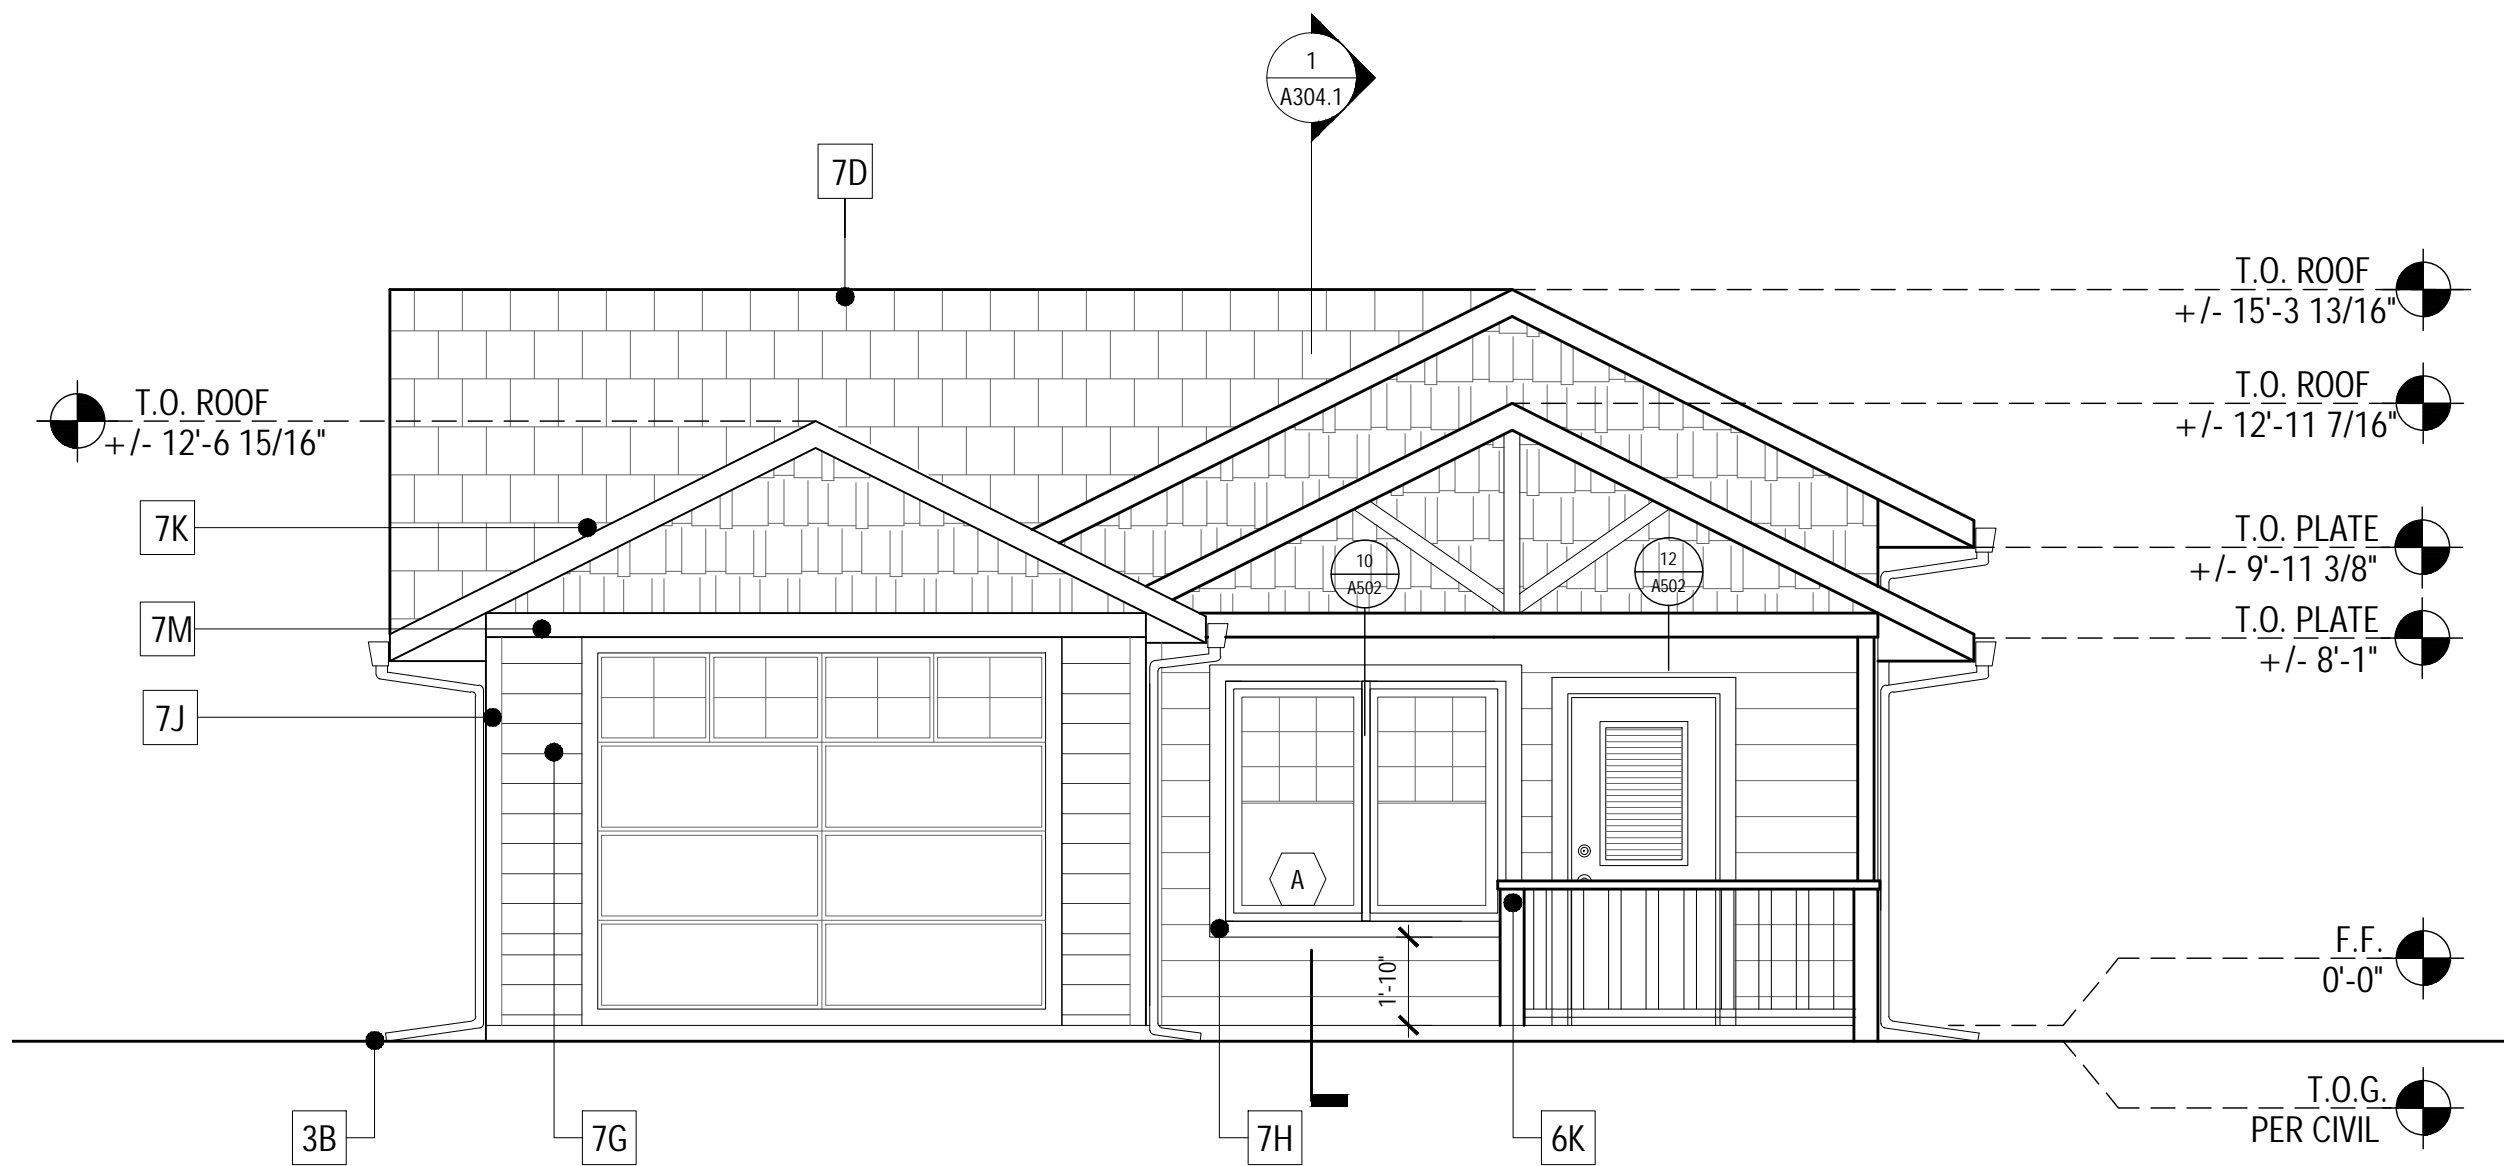 1
A304.1
7D
T.O. ROOF
+/- 15'-3 13/16"
T.O. ROOF
+/- 12'-11 7/16"
T.O. ROOF
+/- 12'-6 15/16"
7K
T.O. PLATE
+/- 9'-11 3/8"
10
A502
12
A502
7M
T.O. PLATE
+/- 8'-1"
7J
A
1'-10"
F.F.
0'-0"
T.O.G.
PER CIVIL
3B
7G
7H
6K